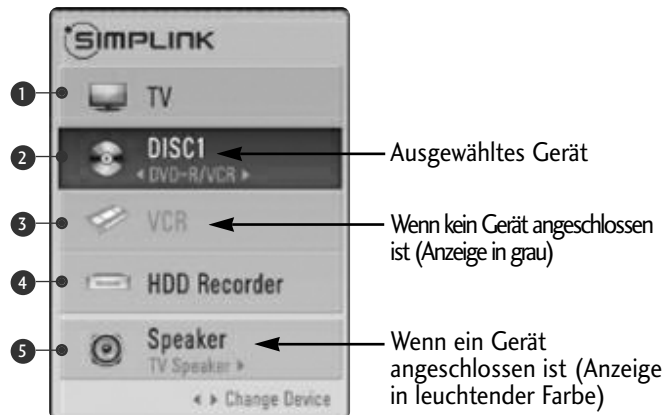 SIMPLINK
1 TV
2 DISC1 Ausgewähltes Gerät
◄ DVD-R/VCR ►
3 VCR Wenn kein Gerät angeschlossen
ist (Anzeige in grau)
4 HDD Recorder
5 Speaker Wenn ein Gerät
TV Speaker ► angeschlossen ist (Anzeige
in leuchtender Farbe)
◄ ► Change Device